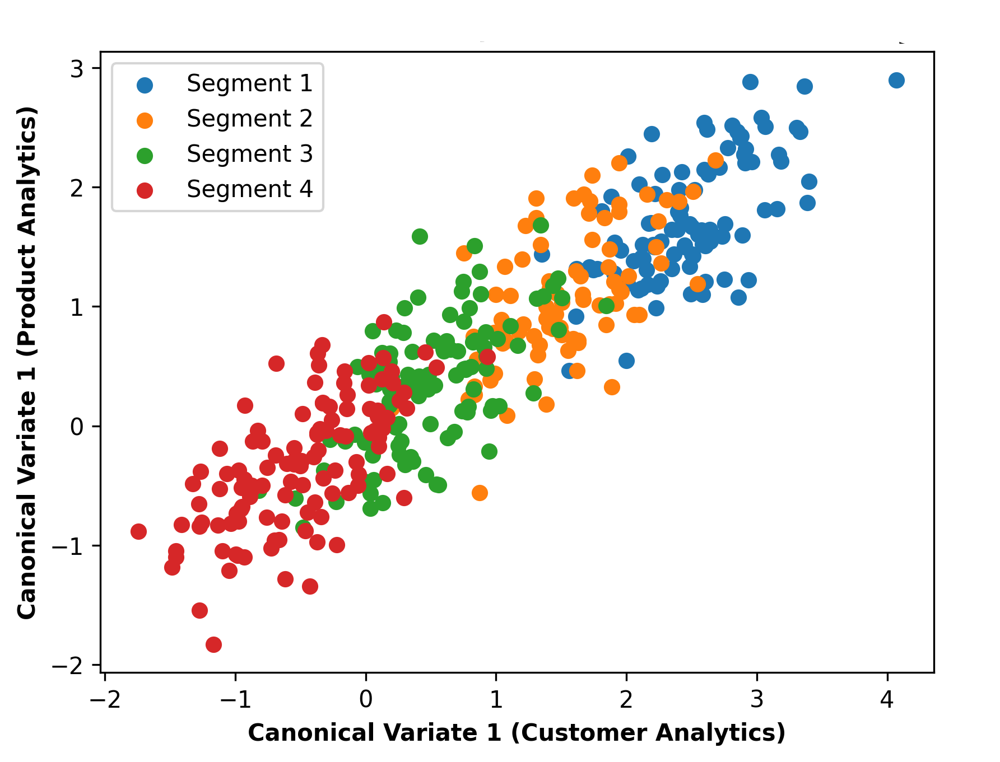 3
2
1
0
−1
−2
Canonical Variate 1 (Product Analytics)
Segment 1
Segment 2
Segment 3
Segment 4
−2 −1 0 1 2 3 4
Canonical Variate 1 (Customer Analytics)